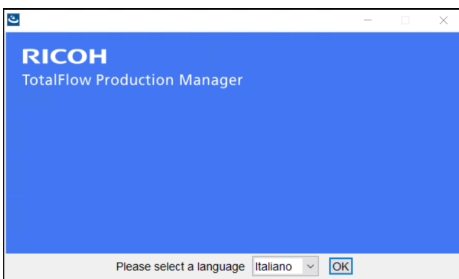 RICOH
TotalFlow Production Manager
Please select a language Italiano OK